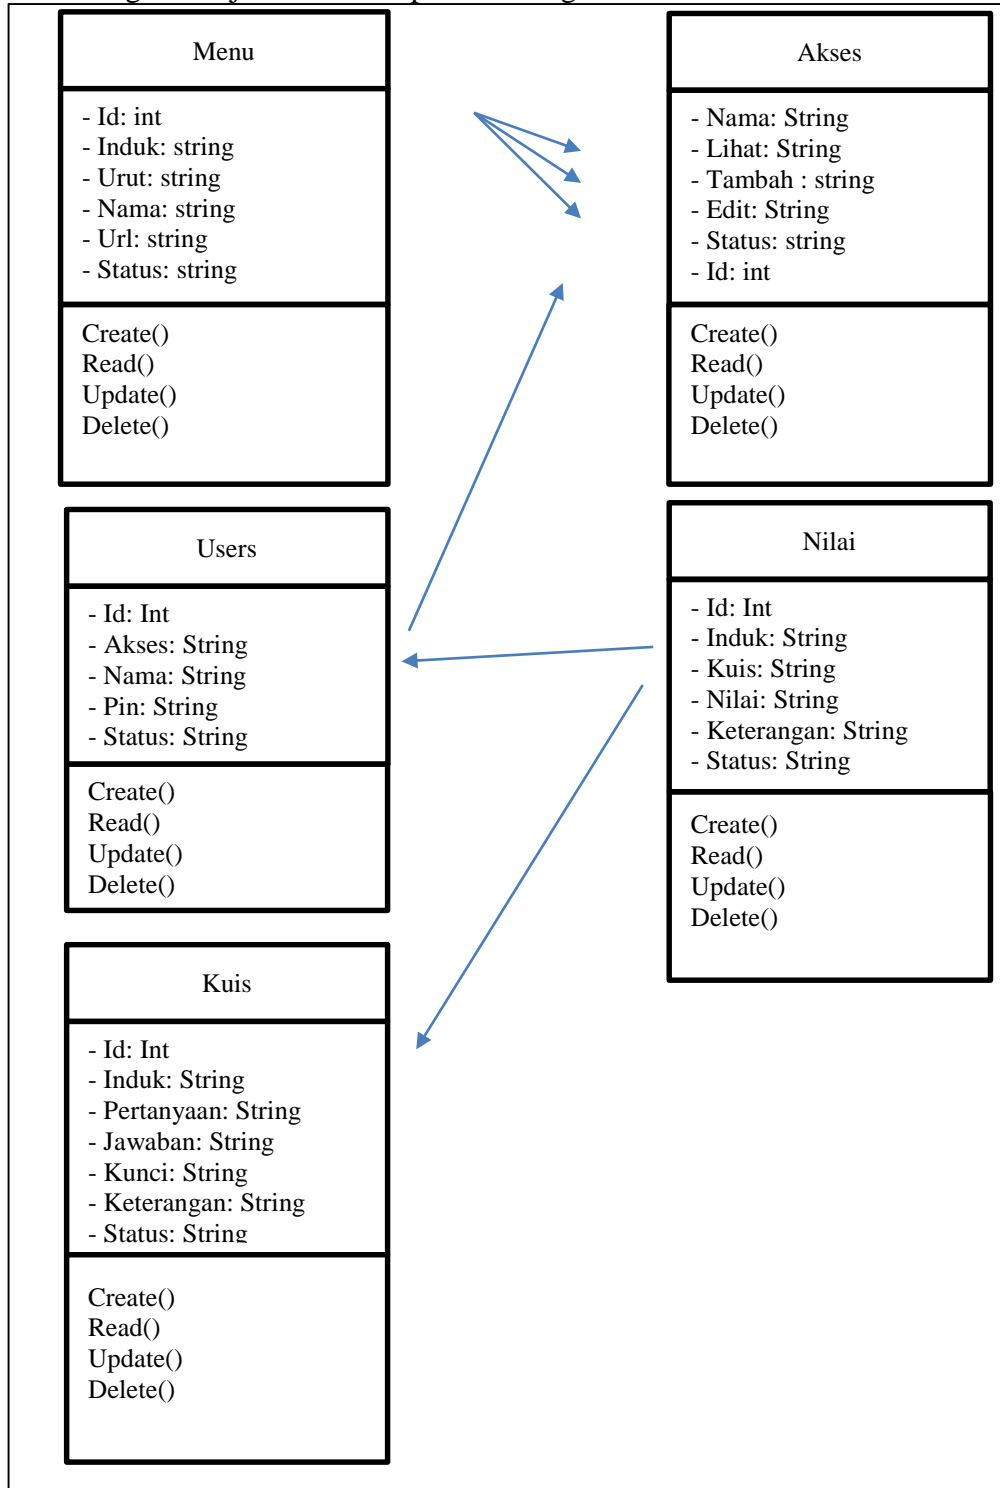 Menu
- Id: int
- Induk: string
- Urut: string
- Nama: string
- Url: string
- Status: string
Create()
Read()
Update()
Delete()
Akses
- Nama: String
- Lihat: String
- Tambah : string
- Edit: String
- Status: string
- Id: int
Create()
Read()
Update()
Delete()
Users
- Id: Int
- Akses: String
- Nama: String
- Pin: String
- Status: String
Create()
Read()
Update()
Delete()
Nilai
- Id: Int
- Induk: String
- Kuis: String
- Nilai: String
- Keterangan: String
- Status: String
Create()
Read()
Update()
Delete()
Kuis
- Id: Int
- Induk: String
- Pertanyaan: String
- Jawaban: String
- Kunci: String
- Keterangan: String
- Status: String
Create()
Read()
Update()
Delete()